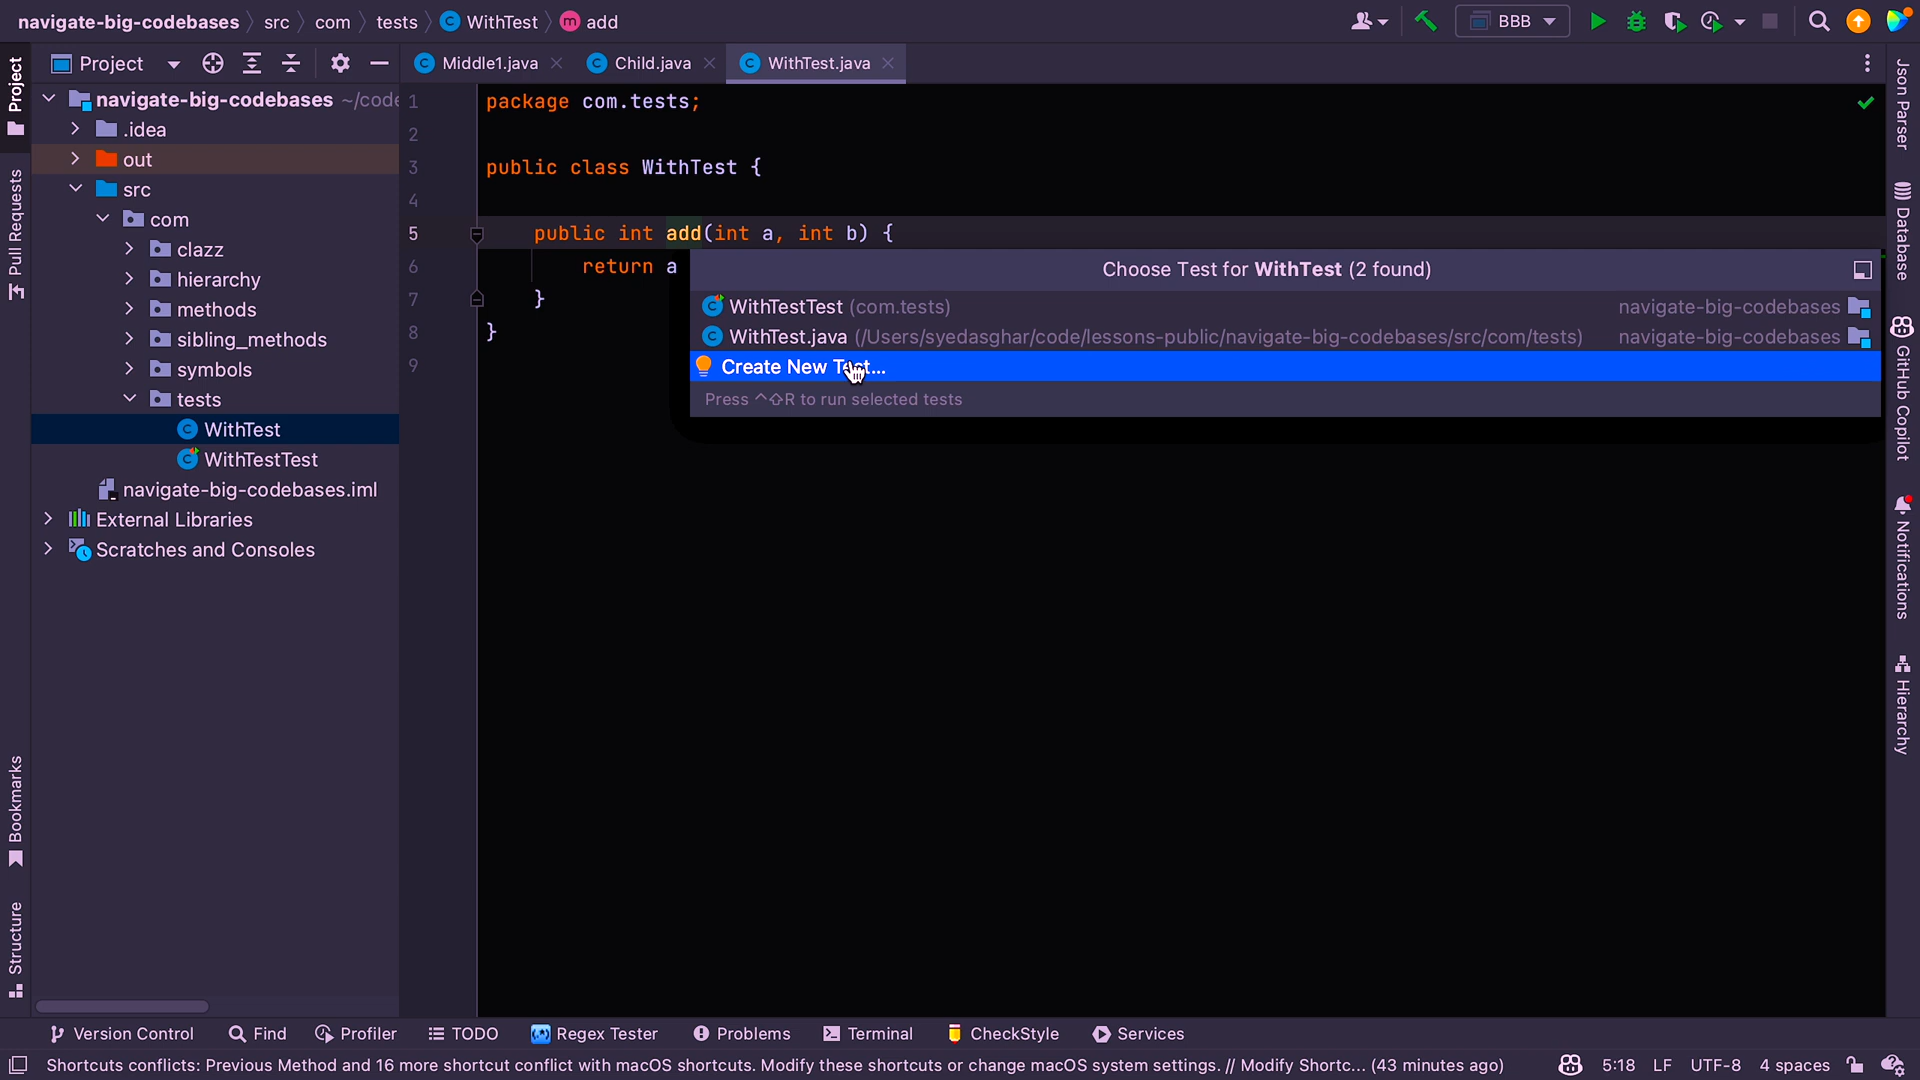 navigate-big-codebases src com tests WithTest add
BBB
Project
Middle1.java
Child.java
WithTest.java
Project
Pull Requests
Bookmarks
Structure
navigate-big-codebases ~/code
.idea
out
src
com
clazz
hierarchy
methods
sibling_methods
symbols
tests
WithTest
WithTestTest
navigate-big-codebases.iml
External Libraries
Scratches and Consoles
1 package com.tests;
2
3 public class WithTest {
4
5 public int add(int a, int b) {
6 return a
7 }
8 }
9
Choose Test for WithTest (2 found)
WithTestTest (com.tests) navigate-big-codebases
WithTest.java (/Users/syedasghar/code/lessons-public/navigate-big-codebases/src/com/tests) navigate-big-codebases
Create New Test...
Press ^⇧R to run selected tests
Json Parser
Database
GitHub Copilot
Notifications
Hierarchy
Version Control Find Profiler TODO Regex Tester Problems Terminal CheckStyle Services
Shortcuts conflicts: Previous Method and 16 more shortcut conflict with macOS shortcuts. Modify these shortcuts or change macOS system settings. // Modify Shortc... (43 minutes ago) 5:18 LF UTF-8 4 spaces